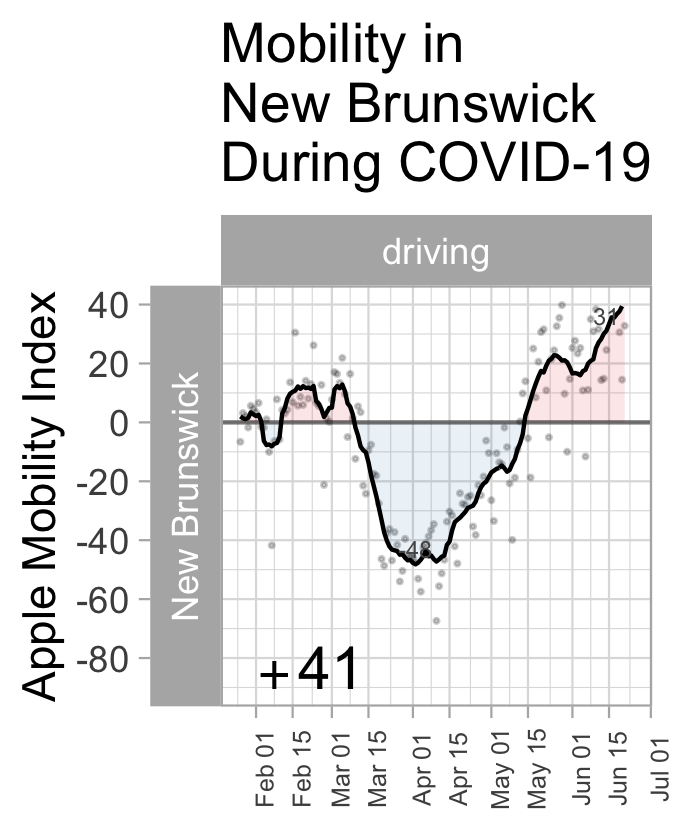 Mobility in
New Brunswick
During COVID-19
driving
Apple Mobility Index
New Brunswick
40
20
0
-20
-40
-60
-80
31
-48
+41
Feb 01
Feb 15
Mar 01
Mar 15
Apr 01
Apr 15
May 01
May 15
Jun 01
Jun 15
Jul 01